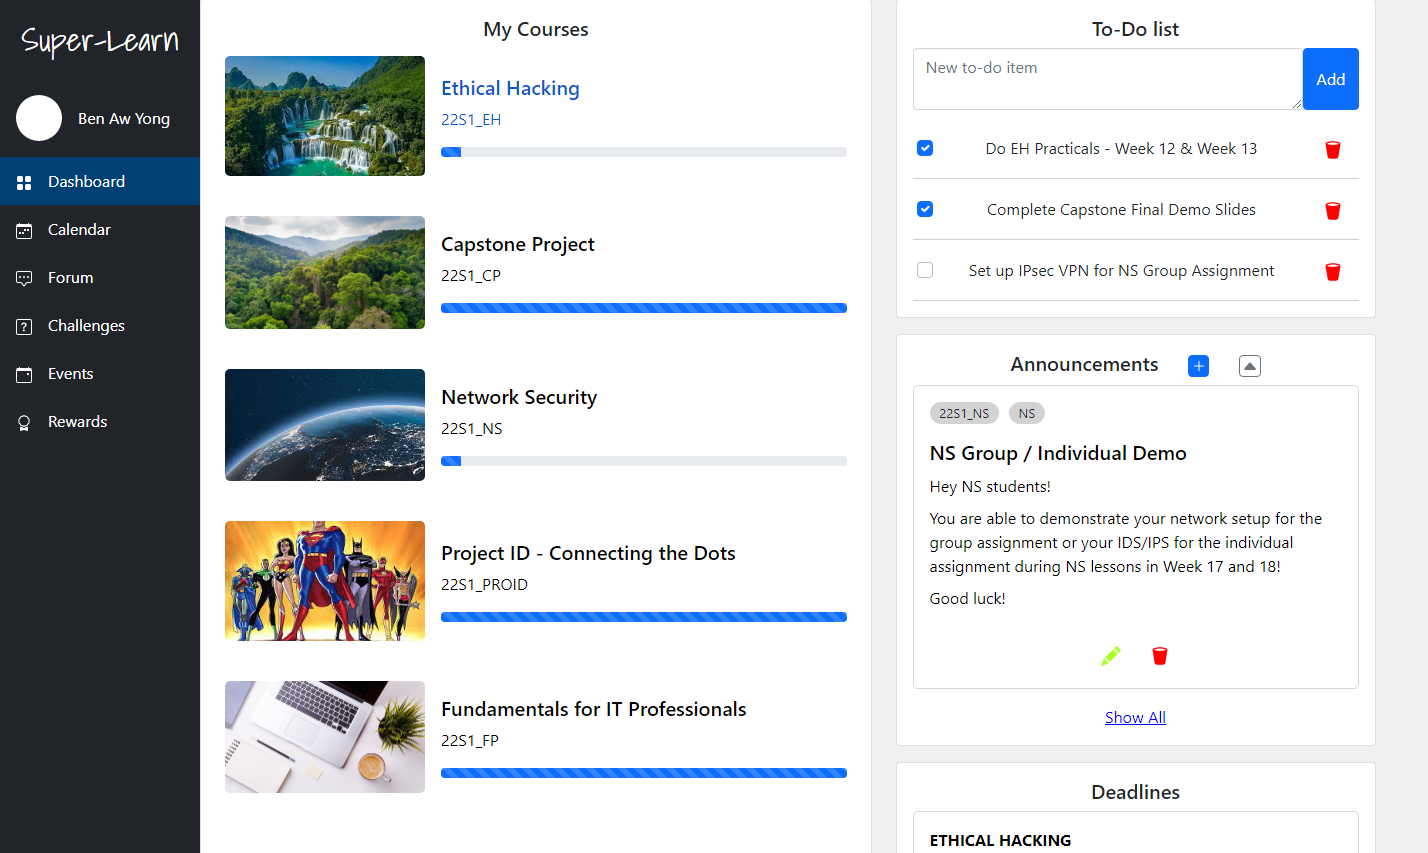 Super-Learn
Ben Aw Yong
Dashboard
Calendar
Forum
Challenges
Events
Rewards
My Courses
Ethical Hacking
22S1_EH
Capstone Project
22S1_CP
Network Security
22S1_NS
Project ID - Connecting the Dots
22S1_PROID
Fundamentals for IT Professionals
22S1_FP
To-Do list
New to-do item
Add
Do EH Practicals - Week 12 & Week 13
Complete Capstone Final Demo Slides
Set up IPsec VPN for NS Group Assignment
Announcements
22S1_NS NS
NS Group / Individual Demo
Hey NS students!
You are able to demonstrate your network setup for the
group assignment or your IDS/IPS for the individual
assignment during NS lessons in Week 17 and 18!
Good luck!
Show All
Deadlines
ETHICAL HACKING